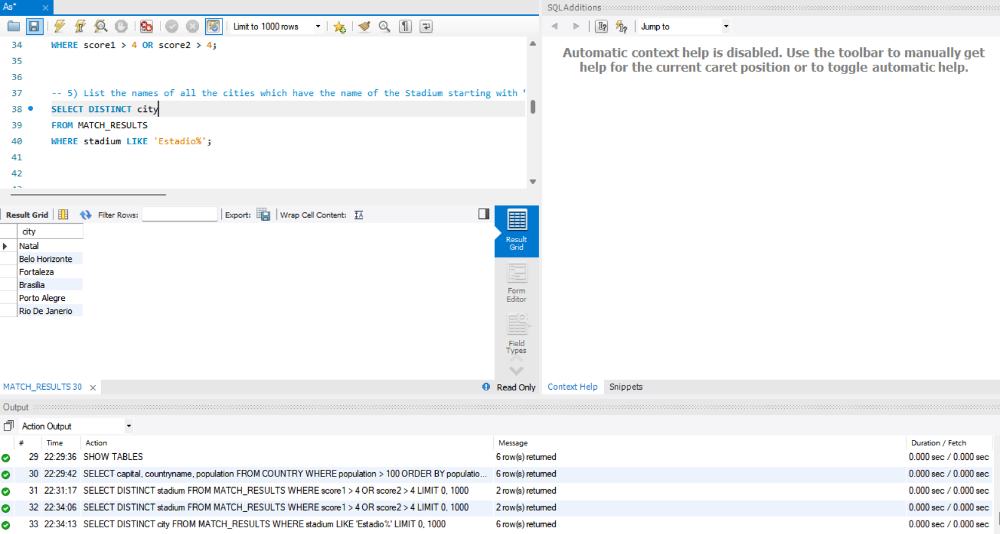 As*
SQLAdditions
Limit to 1000 rows
Jump to
34 WHERE score1 > 4 OR score2 > 4;
35
36
37 -- 5) List the names of all the cities which have the name of the Stadium starting with “
38 SELECT DISTINCT city
39 FROM MATCH_RESULTS
40 WHERE stadium LIKE 'Estadio%';
41
42
Automatic context help is disabled. Use the toolbar to manually get
help for the current caret position or to toggle automatic help.
Result Grid Filter Rows: Export: Wrap Cell Content:
city
Natal
Belo Horizonte
Fortaleza
Brasilia
Porto Alegre
Rio De Janerio
Result
Grid
Form
Editor
Field
Types
MATCH_RESULTS 30
Read Only
Context Help Snippets
Output
Action Output
# Time Action Message Duration / Fetch
29 22:29:36 SHOW TABLES 6 row(s) returned 0.000 sec / 0.000 sec
30 22:29:42 SELECT capital, countryname, population FROM COUNTRY WHERE population > 100 ORDER BY populatio... 6 row(s) returned 0.000 sec / 0.000 sec
31 22:31:17 SELECT DISTINCT stadium FROM MATCH_RESULTS WHERE score1 > 4 OR score2 > 4 LIMIT 0, 1000 2 row(s) returned 0.000 sec / 0.000 sec
32 22:34:06 SELECT DISTINCT stadium FROM MATCH_RESULTS WHERE score1 > 4 OR score2 > 4 LIMIT 0, 1000 2 row(s) returned 0.000 sec / 0.000 sec
33 22:34:13 SELECT DISTINCT city FROM MATCH_RESULTS WHERE stadium LIKE 'Estadio%' LIMIT 0, 1000 6 row(s) returned 0.000 sec / 0.000 sec